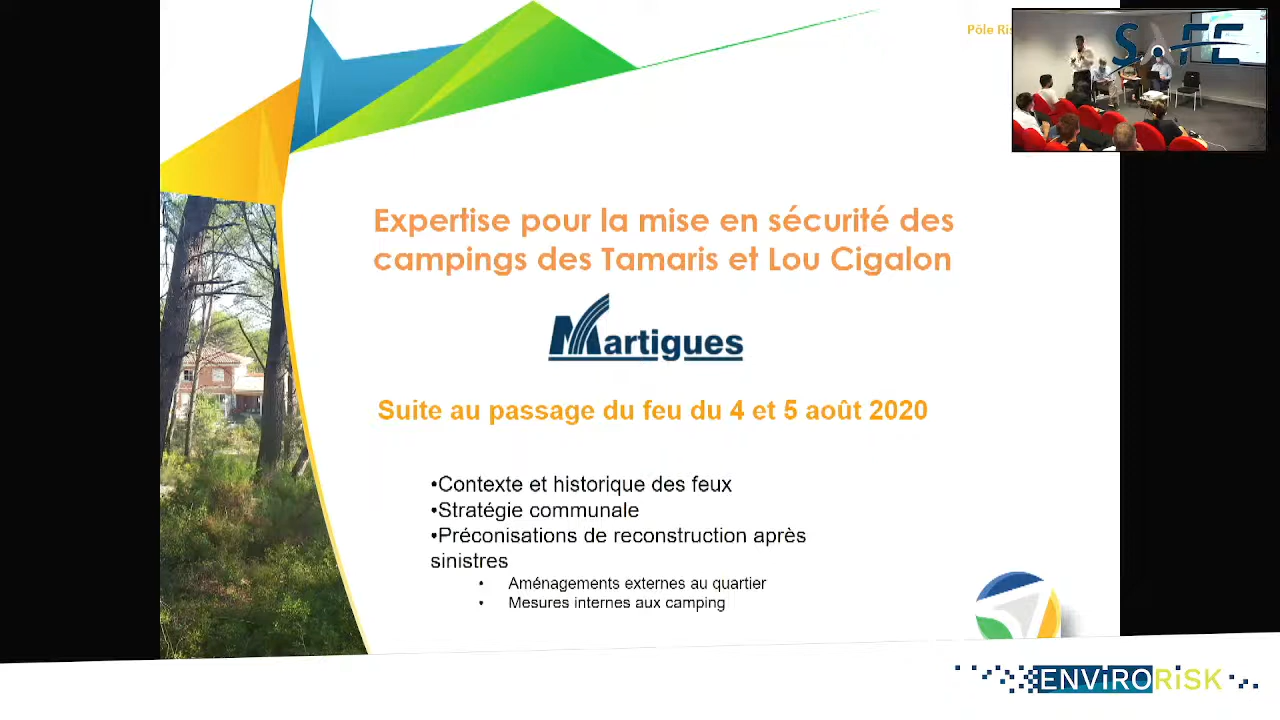 Pôle
SAFE
Expertise pour la mise en sécurité des
campings des Tamaris et Lou Cigalon
Martigues
Suite au passage du feu du 4 et 5 août 2020
•Contexte et historique des feux
•Stratégie communale
•Préconisations de reconstruction après
sinistres
• Aménagements externes au quartier
• Mesures internes aux camping
ENViRORiSK